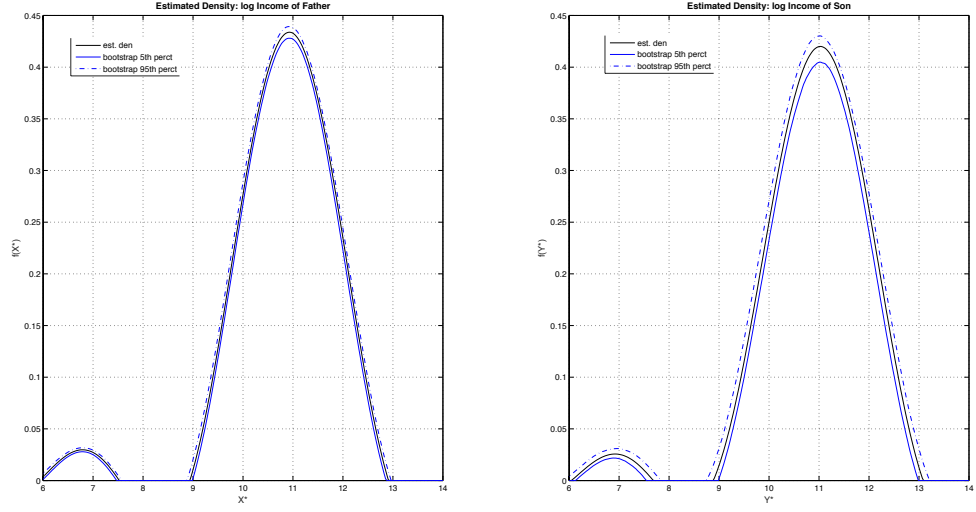 Estimated Density: log Income of Father
0.45
0.4
0.35
0.3
0.25
0.2
0.15
0.1
0.05
0
f(X*)
est. den
bootstrap 5th perct
bootstrap 95th perct
6 7 8 9 10 11 12 13 14
X*
Estimated Density: log Income of Son
0.45
0.4
0.35
0.3
0.25
0.2
0.15
0.1
0.05
0
f(Y*)
est. den
bootstrap 5th perct
bootstrap 95th perct
6 7 8 9 10 11 12 13 14
Y*